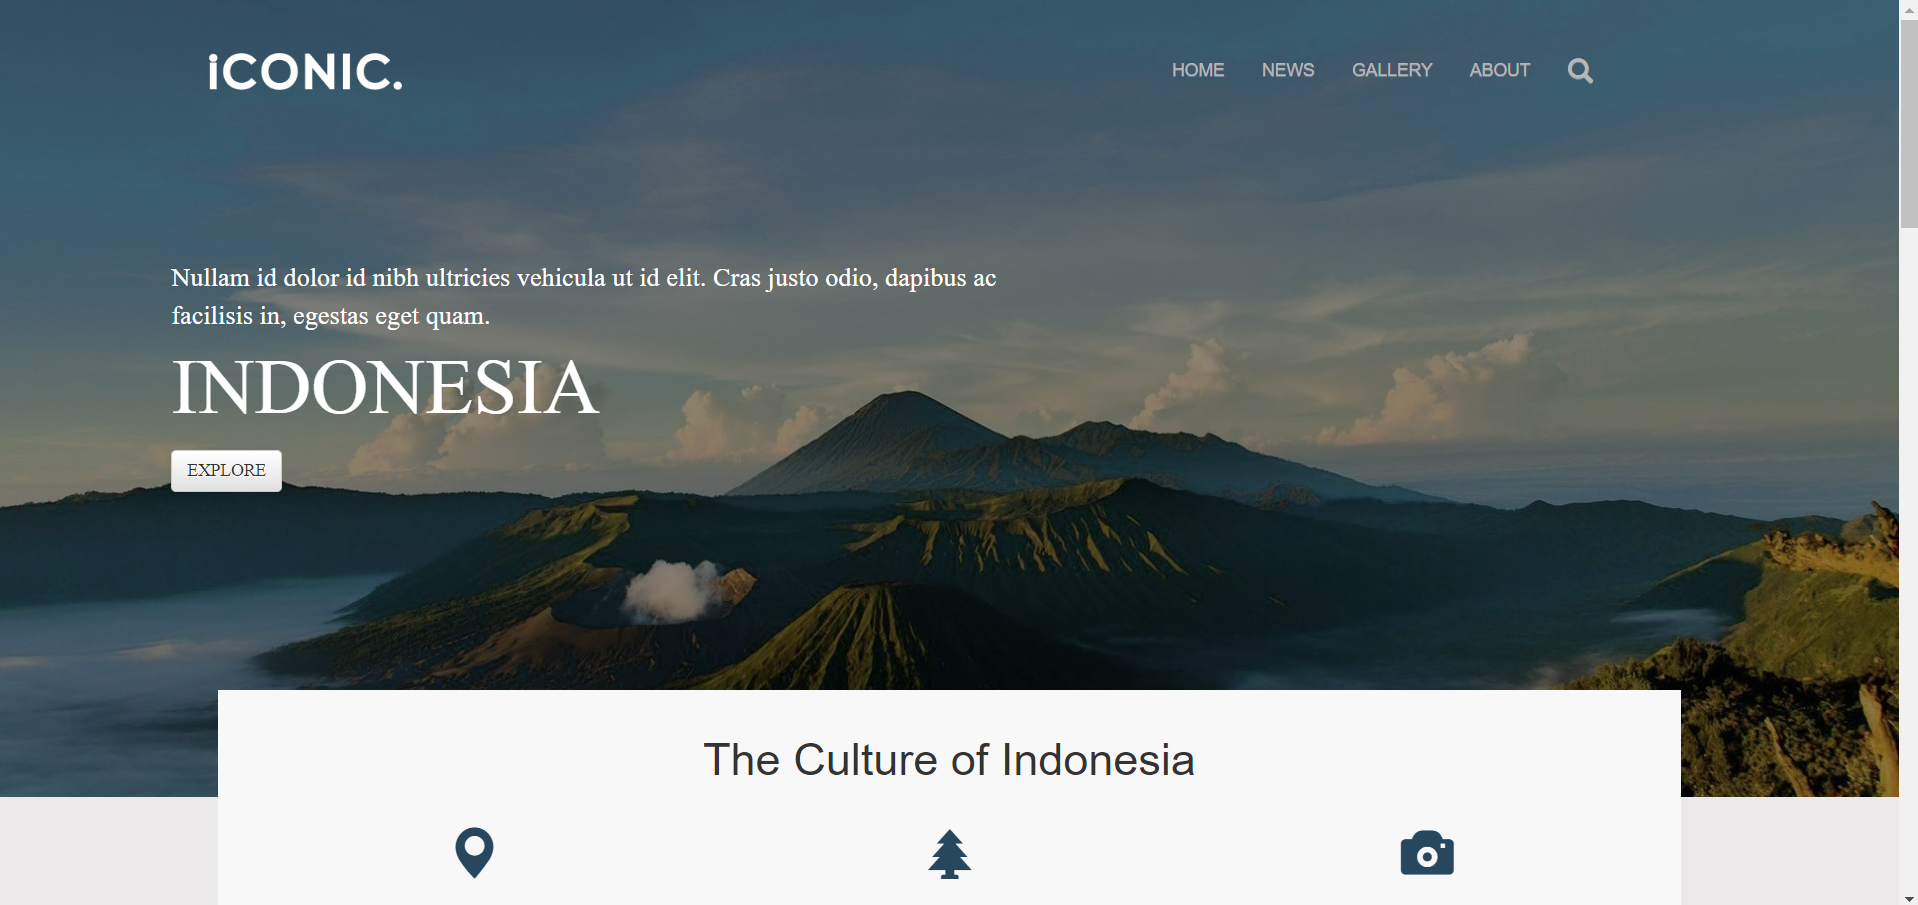 iCONIC.
HOME NEWS GALLERY ABOUT
Nullam id dolor id nibh ultricies vehicula ut id elit. Cras justo odio, dapibus ac
facilisis in, egestas eget quam.
INDONESIA
EXPLORE
The Culture of Indonesia